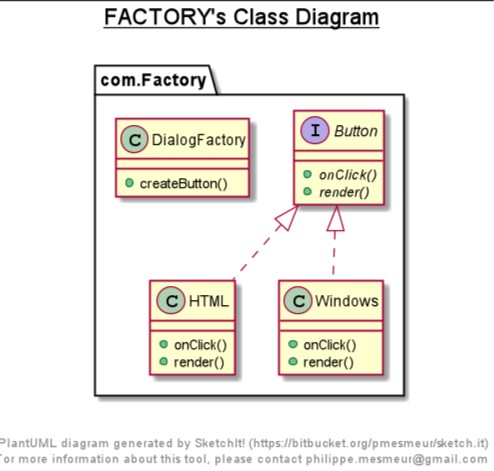 FACTORY's Class Diagram
com.Factory
C DialogFactory
createButton()
I Button
onClick()
render()
C HTML
onClick()
render()
C Windows
onClick()
render()
PlantUML diagram generated by SketchIt! (https://bitbucket.org/pmesmeur/sketch.it)
For more information about this tool, please contact philippe.mesmeur@gmail.com